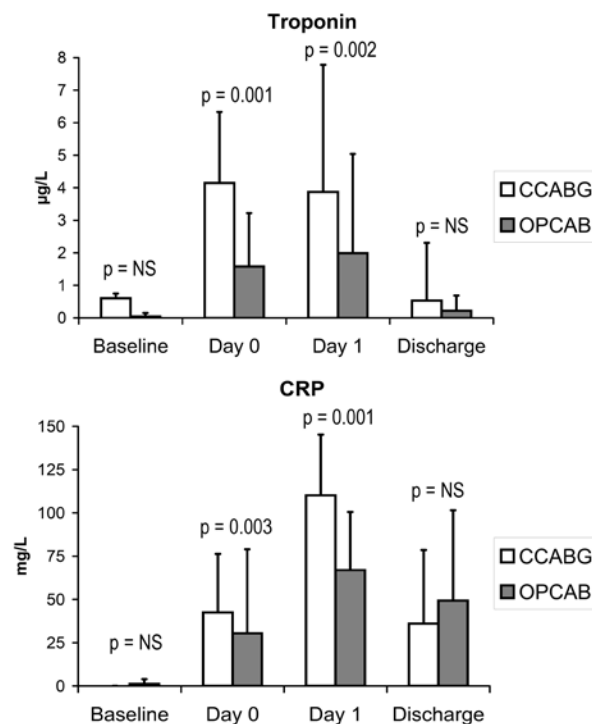 Troponin
8
7
6
5
4
3
2
1
0
µg/L
p = NS
p = 0.001
p = 0.002
p = NS
CCABG
OPCAB
Baseline Day 0 Day 1 Discharge
CRP
150
125
100
75
50
25
0
mg/L
p = NS
p = 0.003
p = 0.001
p = NS
CCABG
OPCAB
Baseline Day 0 Day 1 Discharge